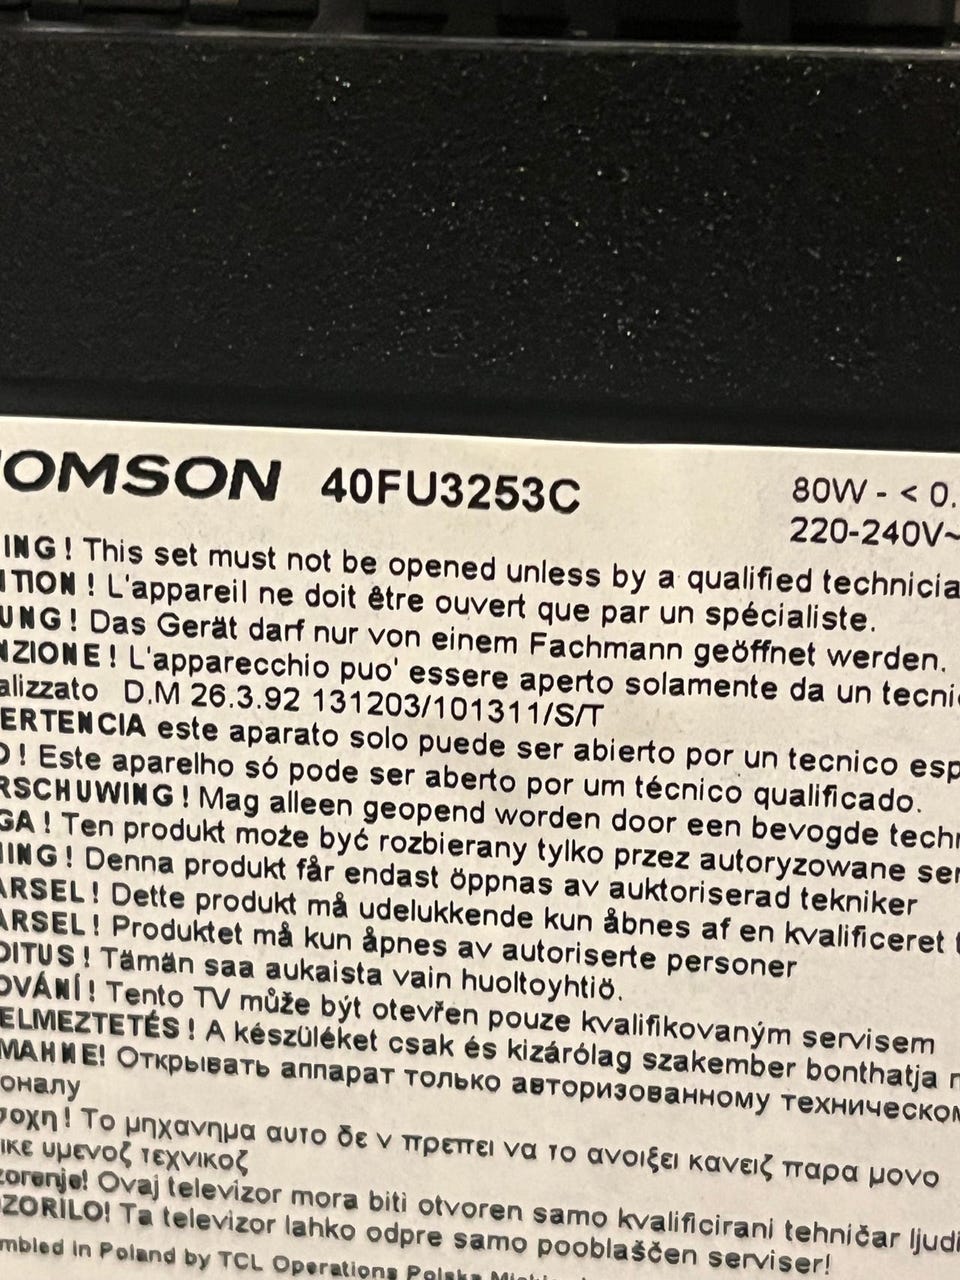 OMSON 40FU3253C 80W - < 0.
220-240V~
ING! This set must not be opened unless by a qualified technicia
TION! L'appareil ne doit être ouvert que par un spécialiste.
UNG! Das Gerät darf nur von einem Fachmann geöffnet werden.
NZIONE! L'apparecchio puo' essere aperto solamente da un tecni
alizzato D.M 26.3.92 131203/101311/S/T
ERTENCIA este aparato solo puede ser abierto por un tecnico esp
O! Este aparelho só pode ser aberto por um técnico qualificado.
RSCHUWING! Mag alleen geopend worden door een bevogde techn
GA! Ten produkt może być rozbierany tylko przez autoryzowane ser
NING! Denna produkt får endast öppnas av auktoriserad tekniker
ARSEL! Dette produkt må udelukkende kun åbnes af en kvalificeret t
ARSEL! Produktet må kun åpnes av autoriserte personer
OITUS! Tämän saa aukaista vain huoltoyhtiö.
OVÁNÍ! Tento TV může být otevřen pouze kvalifikovaným servisem
ELMEZTETÉS! A készüléket csak és kizárólag szakember bonthatja
MAHNE! Открывать аппарат только авторизованному техническом
оналу
σοχη! Το μηχανημα αυτο δε ν πρεπει να το ανοιξει κανειζ παρα μονο
ικε υμενοζ τεχνικοζ
zorenje! Ovaj televizor mora biti otvoren samo kvalificirani tehničar ljudi
OZORILO! Ta televizor lahko odpre samo pooblaščen serviser!
mbled in Poland by TCL Operations Polska